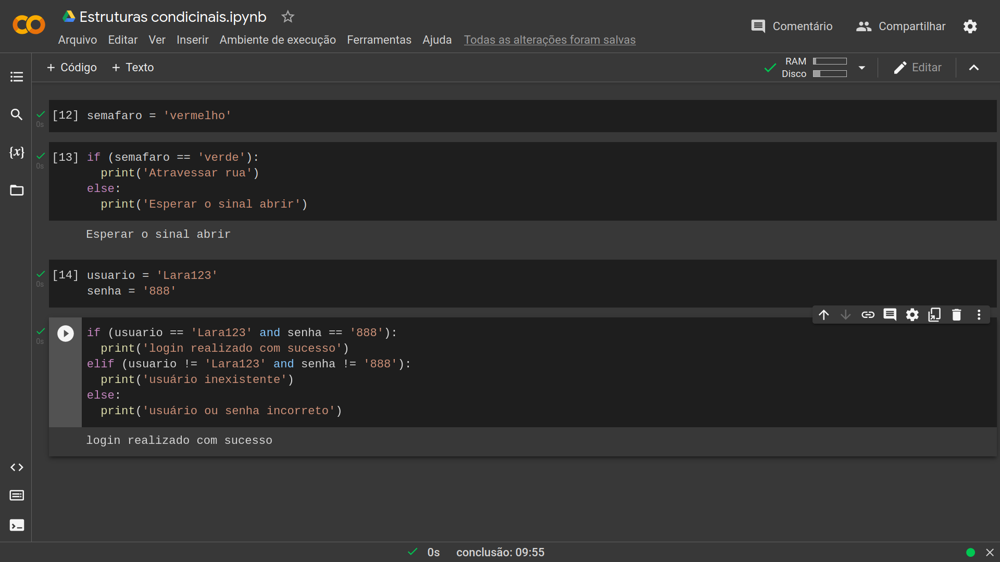 Estruturas condicinais.ipynb
Comentário
Compartilhar
Arquivo Editar Ver Inserir Ambiente de execução Ferramentas Ajuda Todas as alterações foram salvas
+ Código + Texto
RAM
Disco
Editar
{x}
[12] semafaro = 'vermelho'
0s
[13] if (semafaro == 'verde'):
0s
print('Atravessar rua')
else:
print('Esperar o sinal abrir')
Esperar o sinal abrir
[14] usuario = 'Lara123'
0s
senha = '888'
if (usuario == 'Lara123' and senha == '888'):
0s
print('login realizado com sucesso')
elif (usuario != 'Lara123' and senha != '888'):
print('usuário inexistente')
else:
print('usuário ou senha incorreto')
login realizado com sucesso
0s conclusão: 09:55